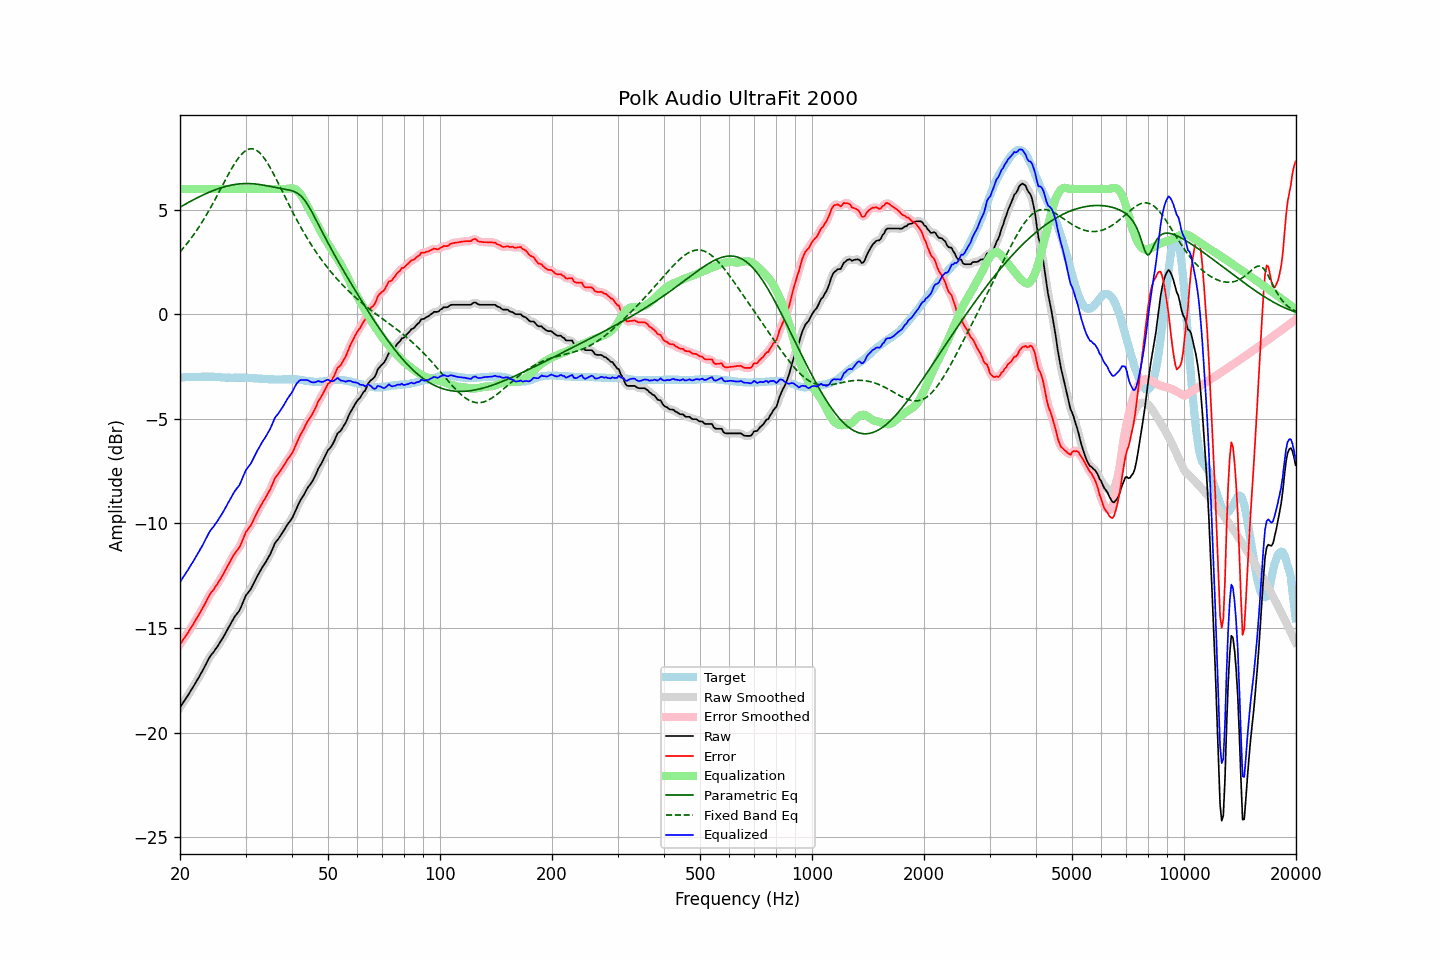 Polk Audio UltraFit 2000
Amplitude (dBr)
5
0
−5
−10
−15
−20
−25
20
50
100
200
500
1000
2000
5000
10000
20000
Frequency (Hz)
Target
Raw Smoothed
Error Smoothed
Raw
Error
Equalization
Parametric Eq
Fixed Band Eq
Equalized